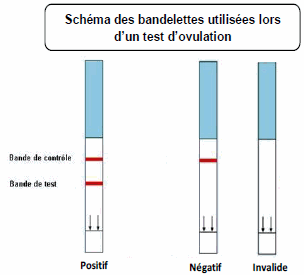 Schéma des bandelettes utilisées lors
d'un test d'ovulation
Bande de contrôle
Bande de test
Positif
Négatif
Invalide